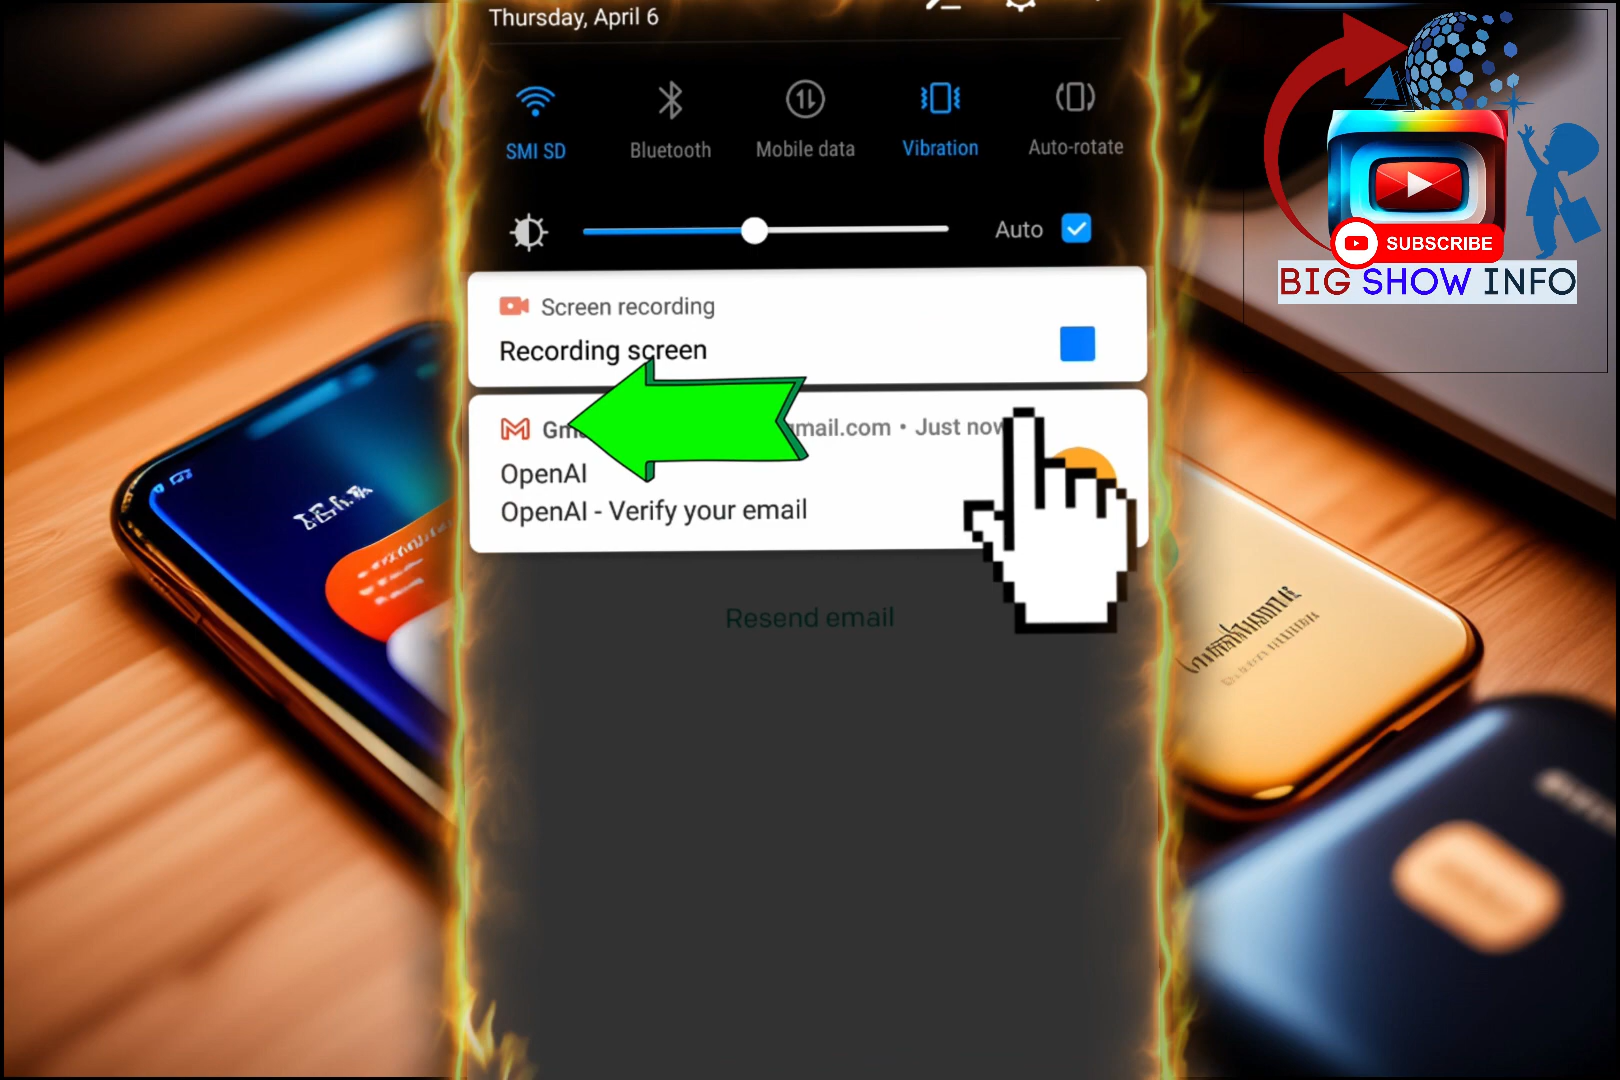 Thursday, April 6
SMI SD
Bluetooth
Mobile data
Vibration
Auto-rotate
Auto
SUBSCRIBE
BIG SHOW INFO
Screen recording
Recording screen
mail.com • Just now
OpenAI
OpenAI - Verify your email
Resend email